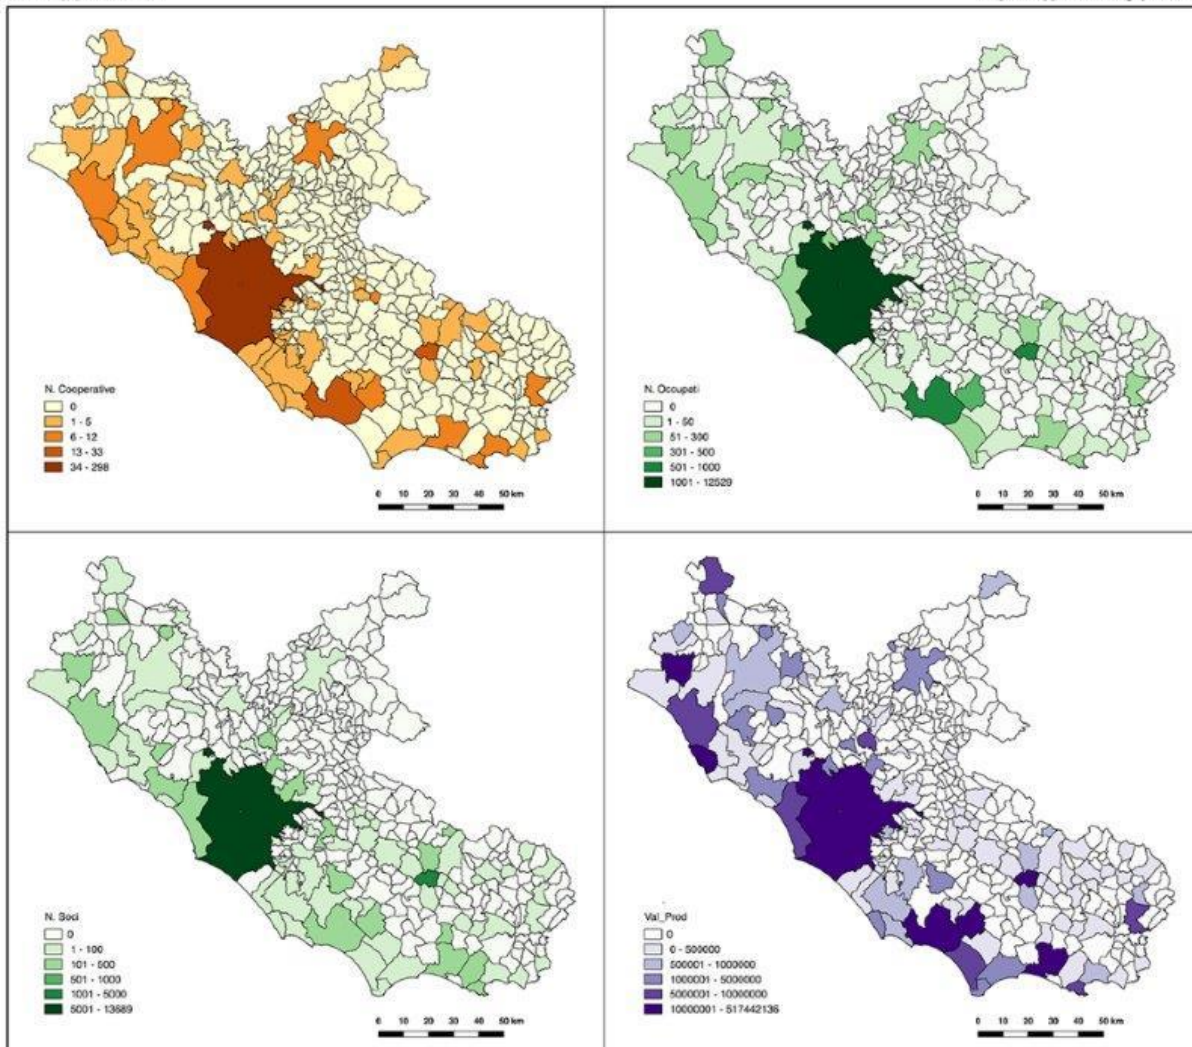 N. Cooperative
0
1 - 5
6 - 12
13 - 33
34 - 298
0 10 20 30 40 50 km
N. Occupati
0
1 - 50
51 - 300
301 - 500
501 - 1000
1001 - 12529
0 10 20 30 40 50 km
N. Soci
0
1 - 100
101 - 500
501 - 1000
1001 - 5000
5001 - 13689
0 10 20 30 40 50 km
Val_Prod
0
0 - 500000
500001 - 1000000
1000001 - 5000000
5000001 - 10000000
10000001 - 517442136
0 10 20 30 40 50 km